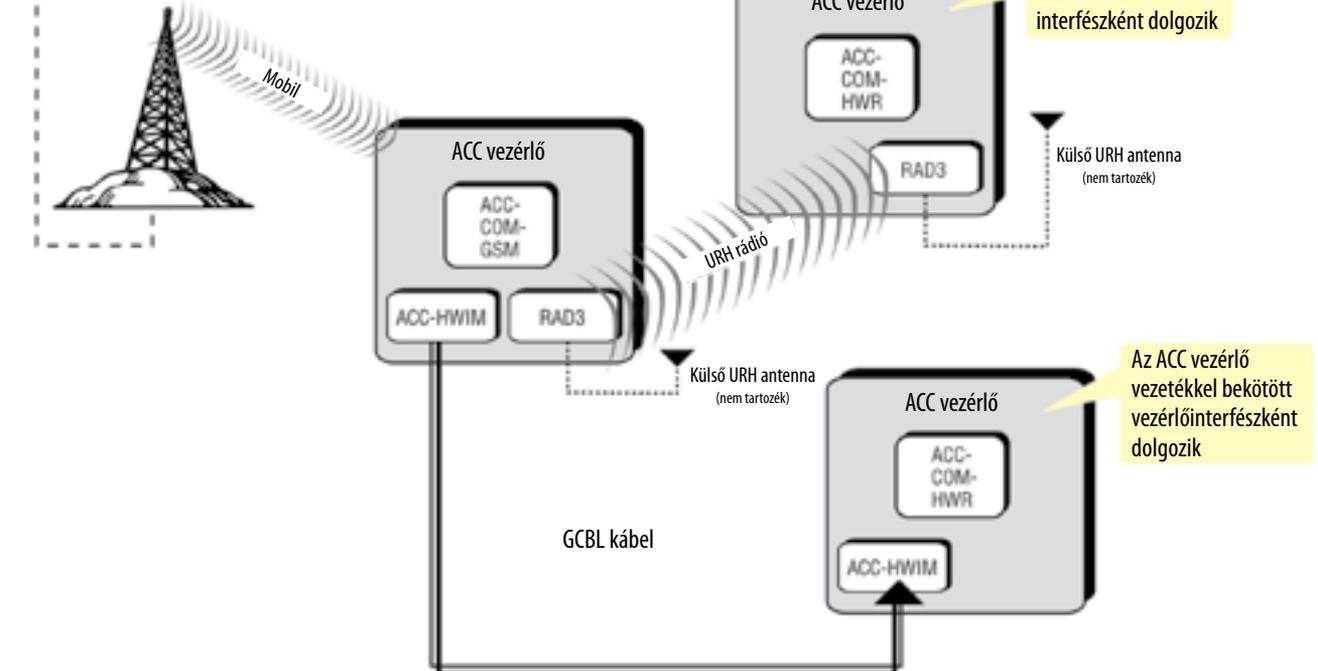 ACC vezérlő
interfészként dolgozik
Mobil
ACC-
COM-
HWR
RAD3
Külső URH antenna
(nem tartozék)
ACC vezérlő
ACC-
COM-
GSM
ACC-HWIM
RAD3
URH rádió
Külső URH antenna
(nem tartozék)
Az ACC vezérlő
vezetékkel bekötött
vezérlőinterfészként
dolgozik
ACC vezérlő
ACC-
COM-
HWR
ACC-HWIM
GCBL kábel